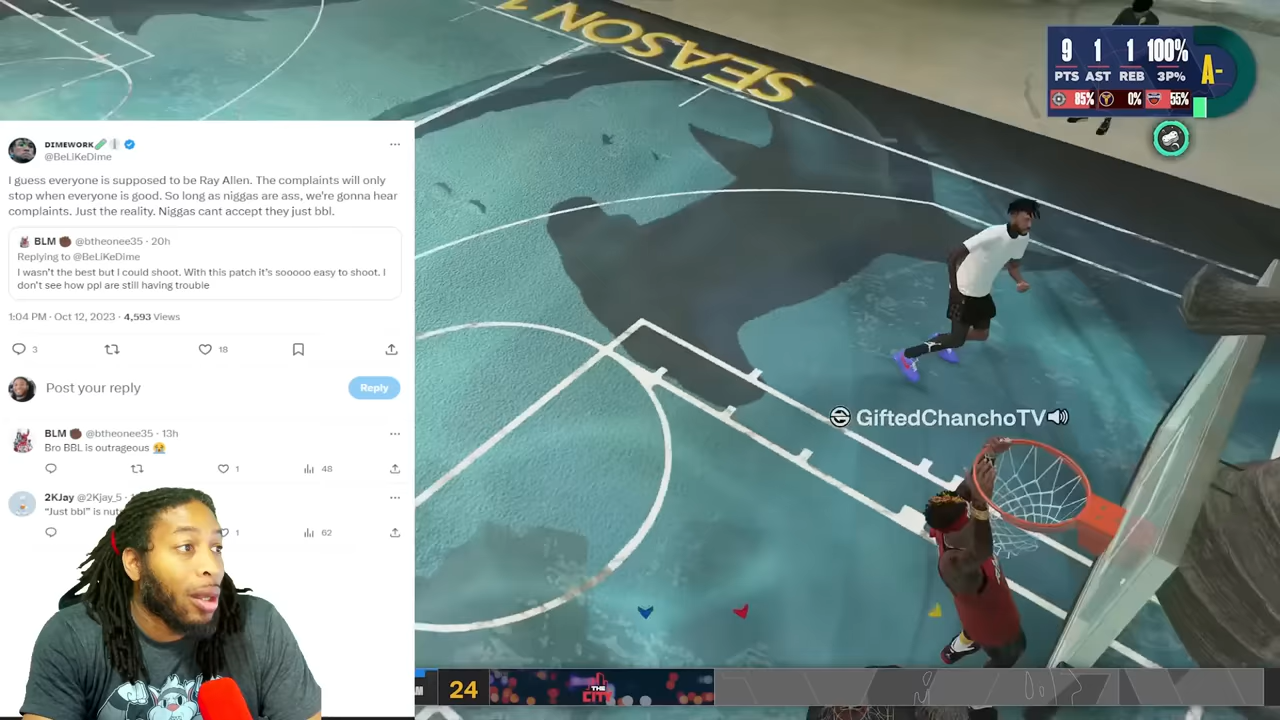 SEASON 1
9 1 1 100%
PTS AST REB 3P%
A-
85% 0% 55%
DIMEWORK
@BeLiKeDime
I guess everyone is supposed to be Ray Allen. The complaints will only
stop when everyone is good. So long as niggas are ass, we're gonna hear
complaints. Just the reality. Niggas cant accept they just bbl.
BLM @btheonee35 · 20h
Replying to @BeLiKeDime
I wasn't the best but I could shoot. With this patch it's sooooo easy to shoot. I
don't see how ppl are still having trouble
1:04 PM · Oct 12, 2023 · 4,593 Views
3 18
Post your reply
Reply
BLM @btheonee35 · 13h
Bro BBL is outrageous
1 48
2KJay @2Kjay_5 ·
"Just bbl" is
1 62
GiftedChanchoTV
24
THE CITY